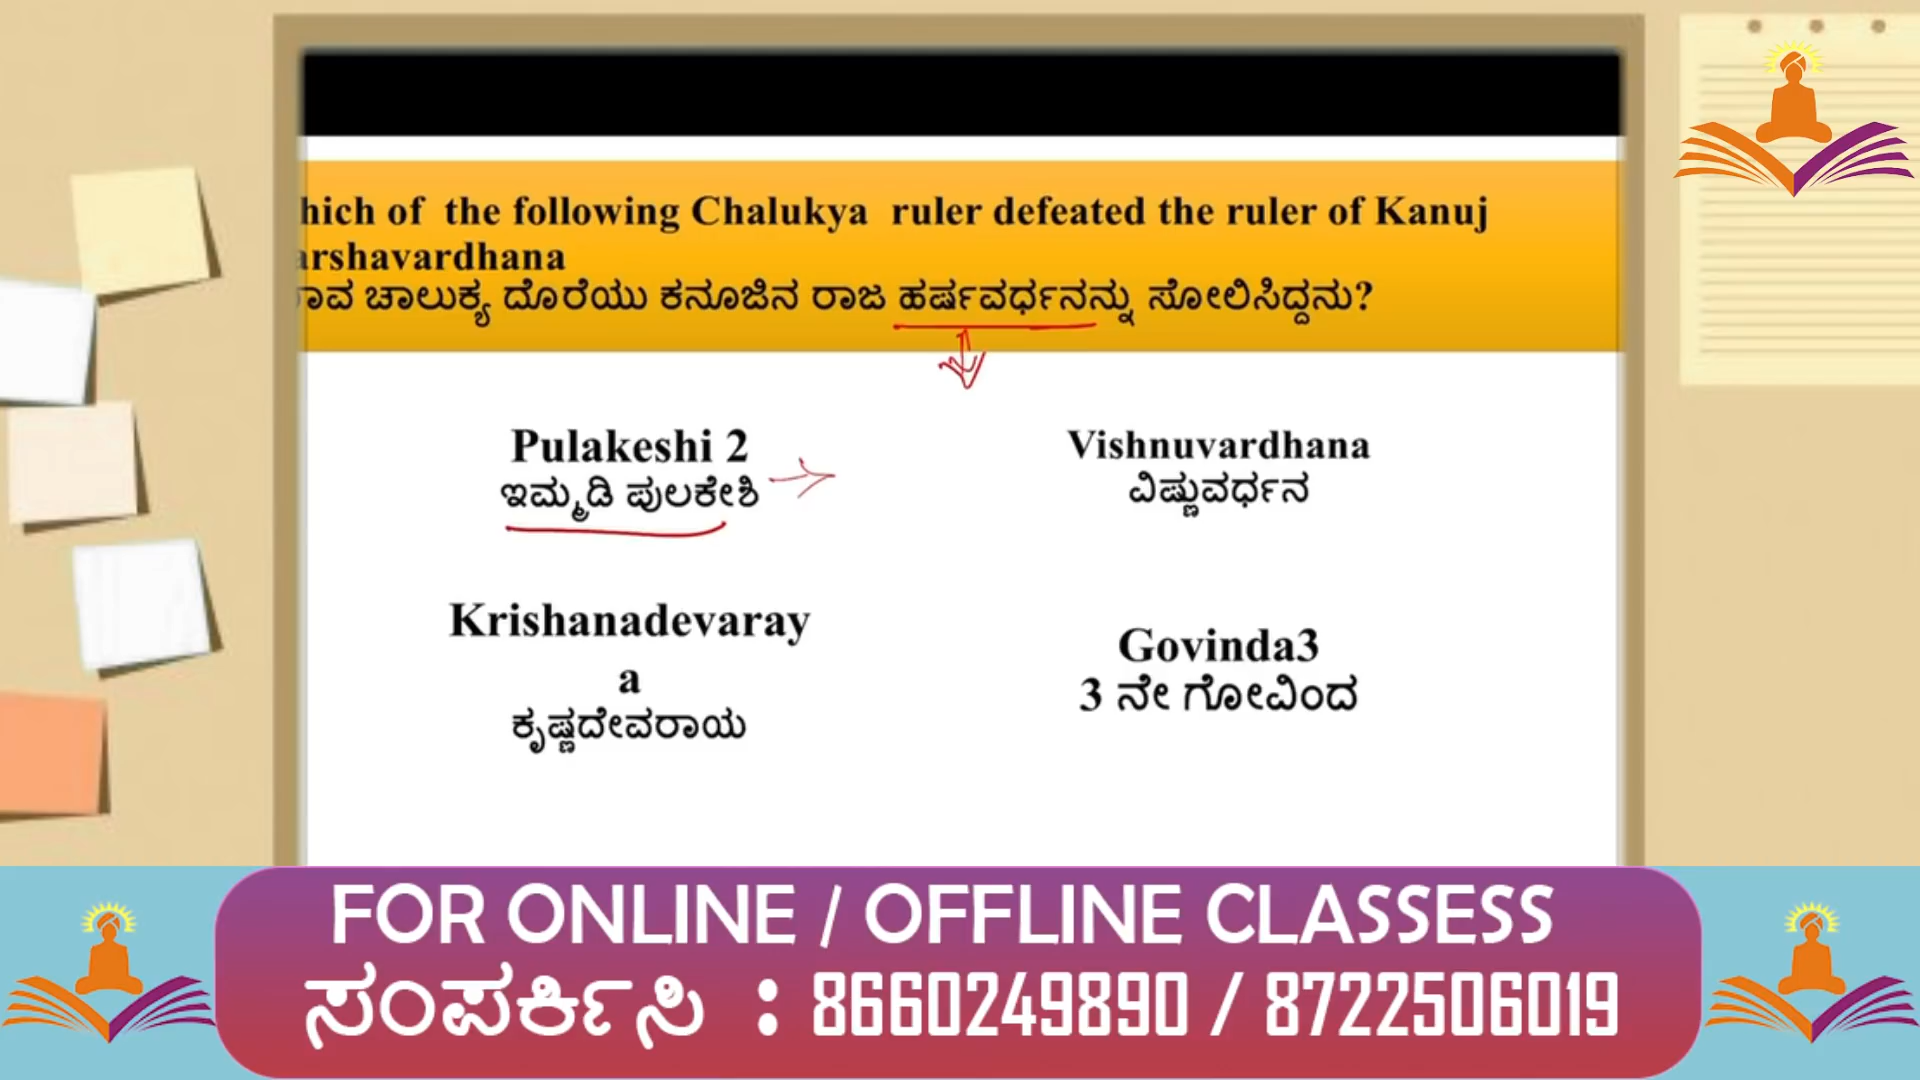 hich of the following Chalukya ruler defeated the ruler of Kanuj
arshavardhana
ಾವ ಚಾಲುಕ್ಯ ದೊರೆಯು ಕನೂಜಿನ ರಾಜ ಹರ್ಷವರ್ಧನನ್ನು ಸೋಲಿಸಿದ್ದನು?
Pulakeshi 2
ಇಮ್ಮಡಿ ಪುಲಕೇಶಿ
Vishnuvardhana
ವಿಷ್ಣುವರ್ಧನ
Krishanadevaray
a
ಕೃಷ್ಣದೇವರಾಯ
Govinda3
3 ನೇ ಗೋವಿಂದ
FOR ONLINE / OFFLINE CLASSESS
ಸಂಪರ್ಕಿಸಿ : 8660249890 / 8722506019